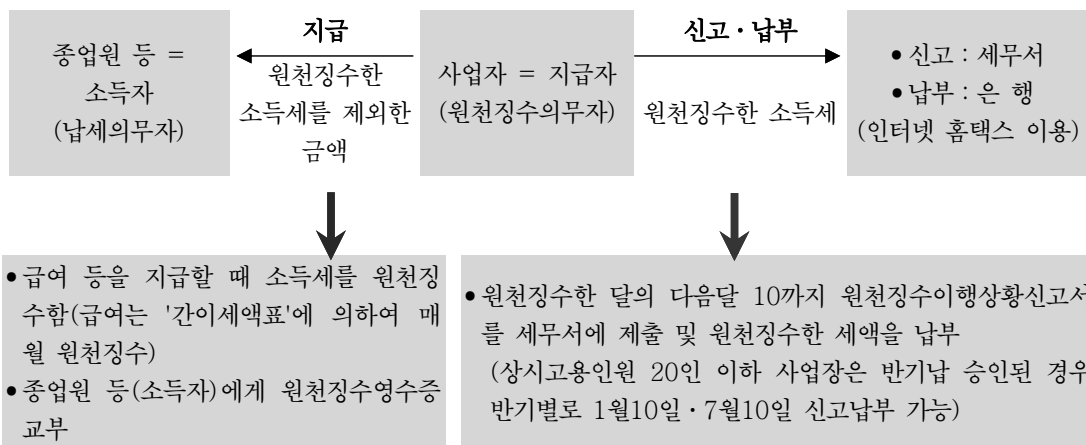 종업원 등 =
소득자
(납세의무자)
지급
원천징수한
소득세를 제외한
금액
사업자 = 지급자
(원천징수의무자)
신고·납부
원천징수한 소득세
• 신고 : 세무서
• 납부 : 은 행
(인터넷 홈택스 이용)
• 급여 등을 지급할 때 소득세를 원천징
수함(급여는 '간이세액표'에 의하여 매
월 원천징수)
• 종업원 등(소득자)에게 원천징수영수증
교부
• 원천징수한 달의 다음달 10까지 원천징수이행상황신고서
를 세무서에 제출 및 원천징수한 세액을 납부
(상시고용인원 20인 이하 사업장은 반기납 승인된 경우
반기별로 1월10일·7월10일 신고납부 가능)